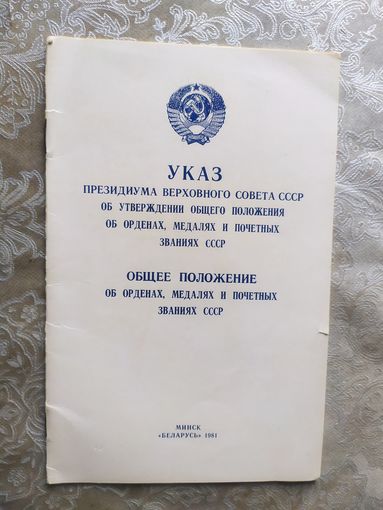 УКАЗ
ПРЕЗИДИУМА ВЕРХОВНОГО СОВЕТА СССР
ОБ УТВЕРЖДЕНИИ ОБЩЕГО ПОЛОЖЕНИЯ
ОБ ОРДЕНАХ, МЕДАЛЯХ И ПОЧЕТНЫХ
ЗВАНИЯХ СССР
ОБЩЕЕ ПОЛОЖЕНИЕ
ОБ ОРДЕНАХ, МЕДАЛЯХ И ПОЧЕТНЫХ
ЗВАНИЯХ СССР
МИНСК
«БЕЛАРУСЬ» 1981